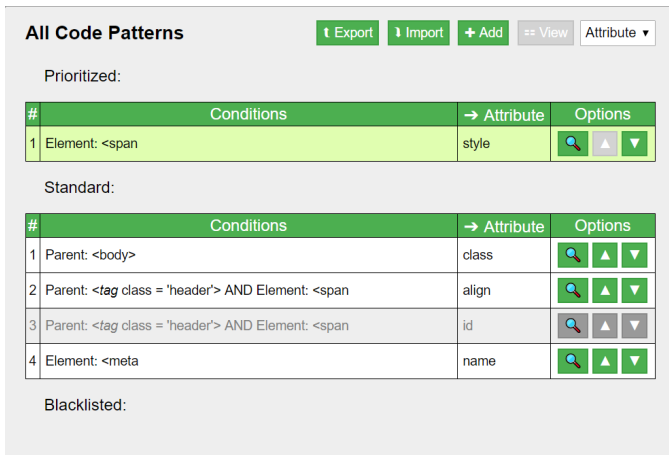 All Code Patterns Export Import + Add View Attribute ▾
Prioritized:
# Conditions ➔ Attribute Options
1 Element: <span style ▲ ▼
Standard:
# Conditions ➔ Attribute Options
1 Parent: <body> class ▲ ▼
2 Parent: <tag class = 'header'> AND Element: <span align ▲ ▼
3 Parent: <tag class = 'header'> AND Element: <span id ▲ ▼
4 Element: <meta name ▲ ▼
Blacklisted: